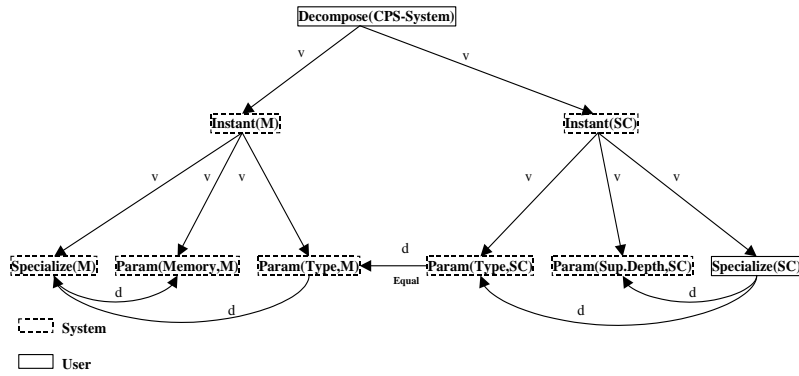 Decompose(CPS-System)
v v
Instant(M) Instant(SC)
v v v v v v
d
Specialize(M) Param(Memory,M) Param(Type,M) Param(Type,SC) Param(Sup.Depth,SC) Specialize(SC)
Equal
d d d d
System
User